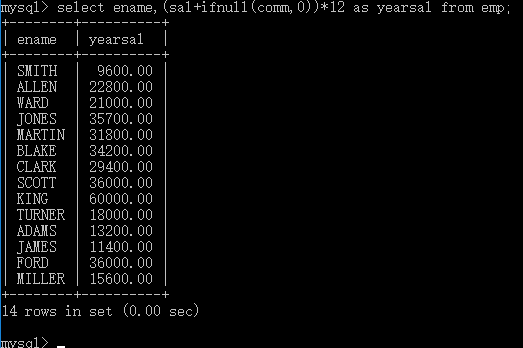 mysql> select ename,(sal+ifnull(comm,0))*12 as yearsal from emp;
+--------+----------+
| ename  | yearsal  |
+--------+----------+
| SMITH  |  9600.00 |
| ALLEN  | 22800.00 |
| WARD   | 21000.00 |
| JONES  | 35700.00 |
| MARTIN | 31800.00 |
| BLAKE  | 34200.00 |
| CLARK  | 29400.00 |
| SCOTT  | 36000.00 |
| KING   | 60000.00 |
| TURNER | 18000.00 |
| ADAMS  | 13200.00 |
| JAMES  | 11400.00 |
| FORD   | 36000.00 |
| MILLER | 15600.00 |
+--------+----------+
14 rows in set (0.00 sec)
mysql> _